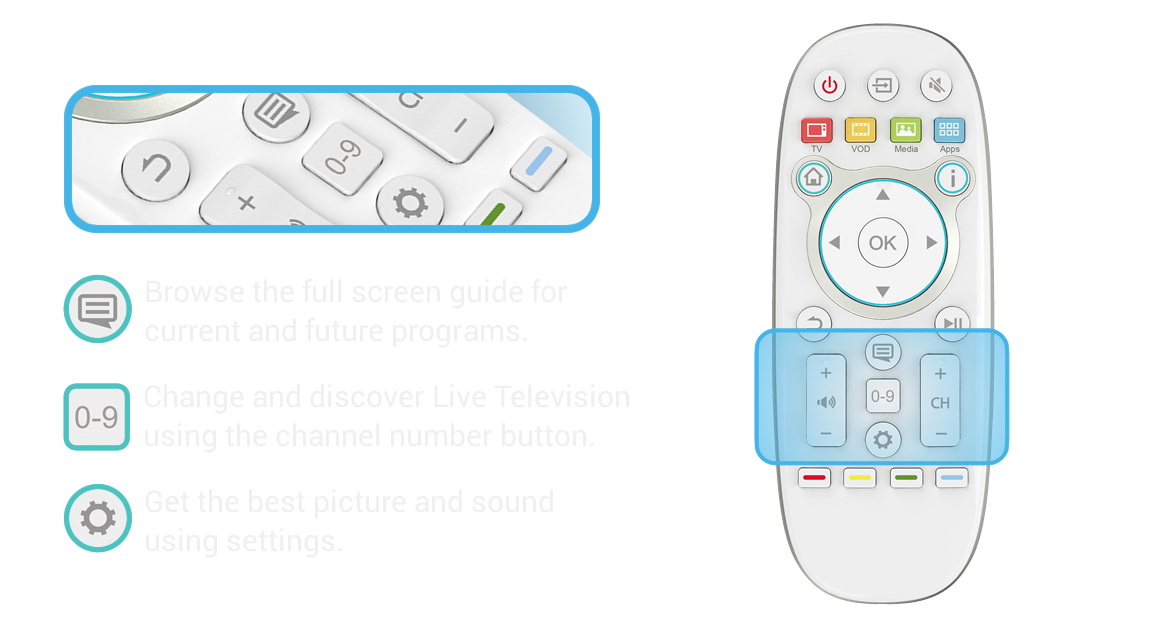 0-9
Browse the full screen guide for
current and future programs.
0-9
Change and discover Live Television
using the channel number button.
Get the best picture and sound
using settings.
TV VOD Media Apps
OK
+ +
0-9
CH
− −